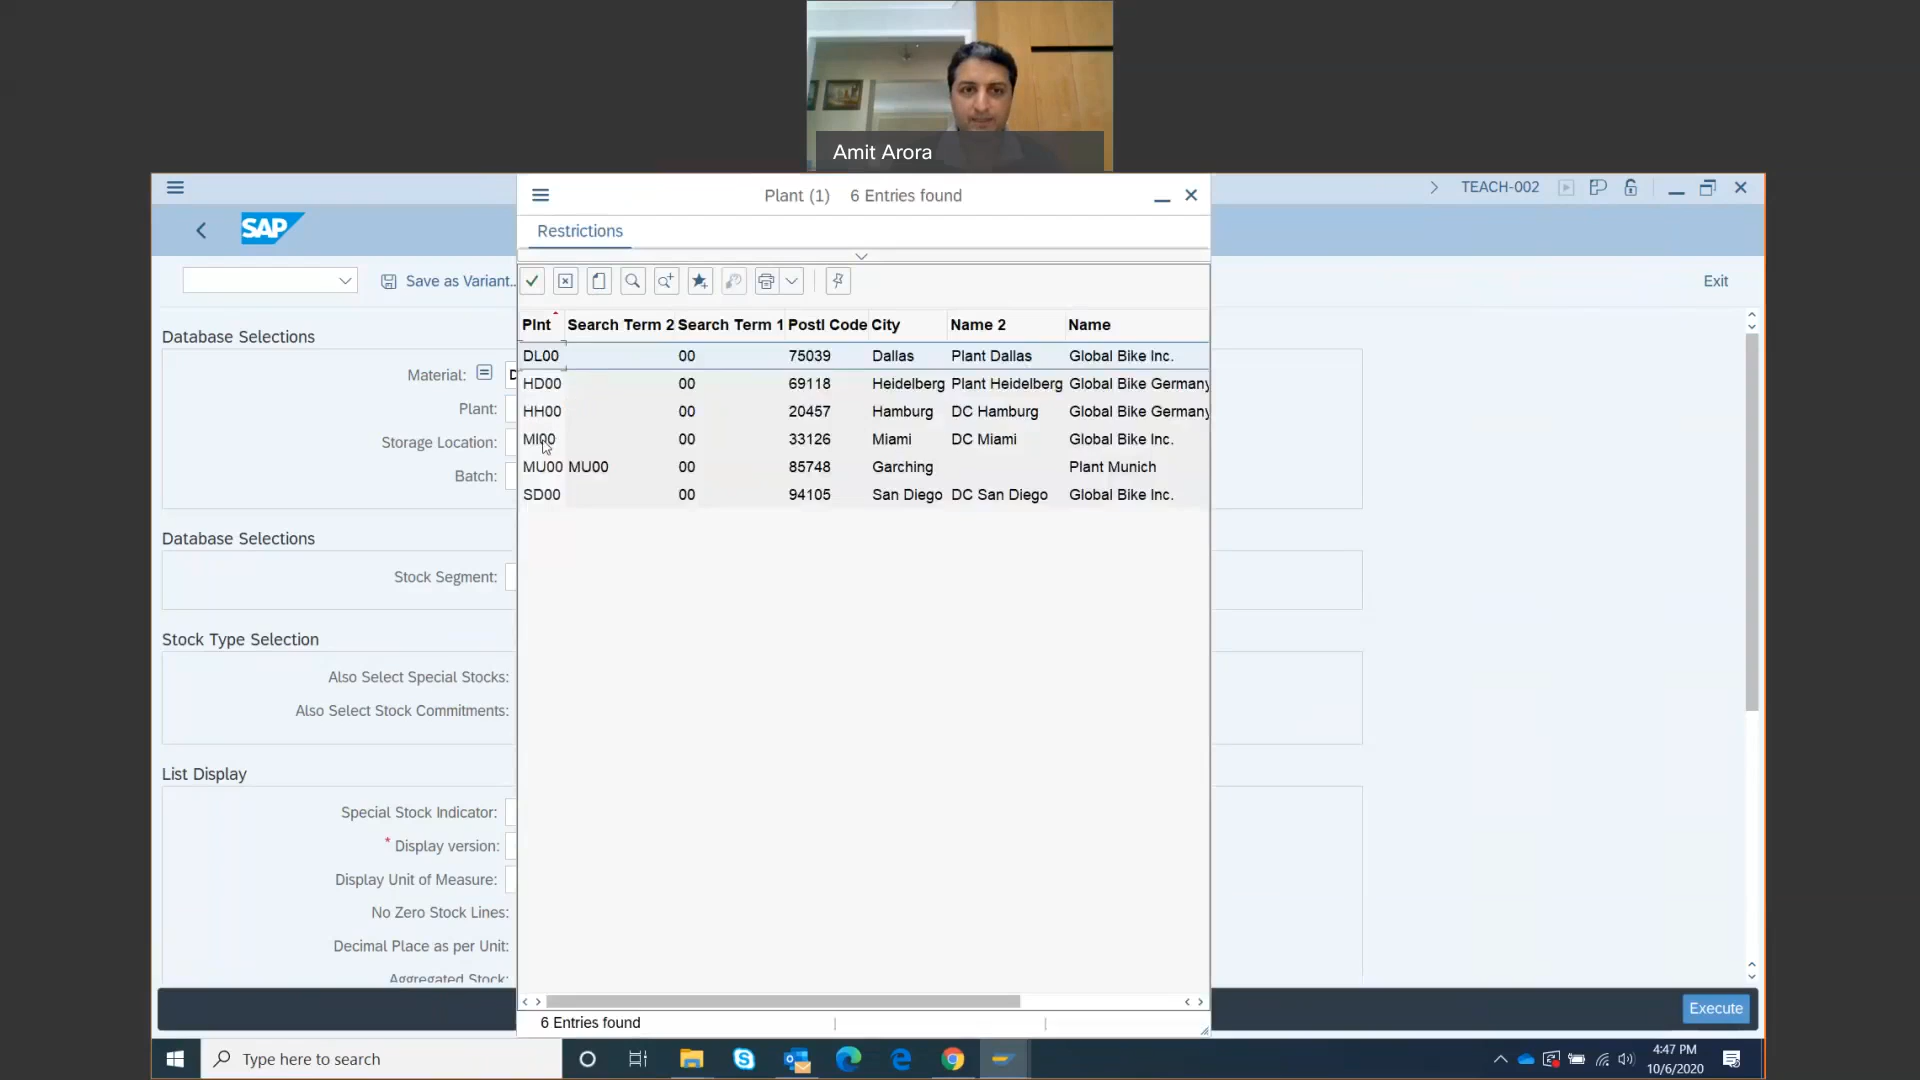 Amit Arora
Plant (1) 6 Entries found
TEACH-002
SAP
Restrictions
Save as Variant..
Exit
Plnt Search Term 2 Search Term 1 Postl Code City Name 2 Name
DL00 00 75039 Dallas Plant Dallas Global Bike Inc.
HD00 00 69118 Heidelberg Plant Heidelberg Global Bike Germany
HH00 00 20457 Hamburg DC Hamburg Global Bike Germany
MI00 00 33126 Miami DC Miami Global Bike Inc.
MU00 MU00 00 85748 Garching Plant Munich
SD00 00 94105 San Diego DC San Diego Global Bike Inc.
Database Selections
Material: D
Plant:
Storage Location:
Batch:
Database Selections
Stock Segment:
Stock Type Selection
Also Select Special Stocks:
Also Select Stock Commitments:
List Display
Special Stock Indicator:
* Display version:
Display Unit of Measure:
No Zero Stock Lines:
Decimal Place as per Unit:
Aggregated Stock:
Execute
6 Entries found
Type here to search
4:47 PM
10/6/2020